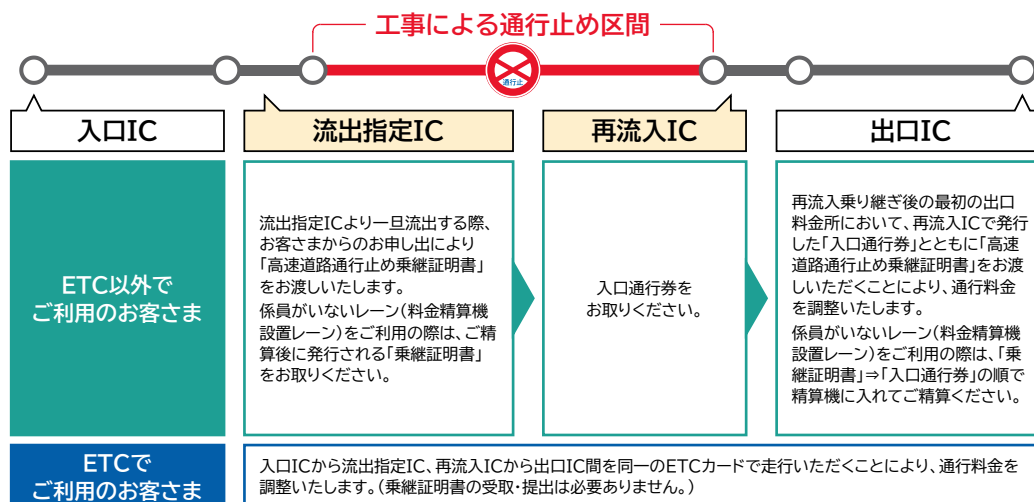 工事による通行止め区間
通行止
入口IC
流出指定IC
再流入IC
出口IC
ETC以外で
ご利用のお客さま
流出指定ICより一旦流出する際、
お客さまからのお申し出により
「高速道路通行止め乗継証明書」
をお渡しいたします。
係員がいないレーン(料金精算機
設置レーン)をご利用の際は、ご精
算後に発行される「乗継証明書」
をお取りください。
入口通行券を
お取りください。
再流入乗り継ぎ後の最初の出口
料金所において、再流入ICで発行
した「入口通行券」とともに「高速
道路通行止め乗継証明書」をお渡
しいただくことにより、通行料金
を調整いたします。
係員がいないレーン(料金精算機
設置レーン)をご利用の際は、「乗
継証明書」⇒「入口通行券」の順で
精算機に入れてご精算ください。
ETCで
ご利用のお客さま
入口ICから流出指定IC、再流入ICから出口IC間を同一のETCカードで走行いただくことにより、通行料金を
調整いたします。(乗継証明書の受取・提出は必要ありません。)